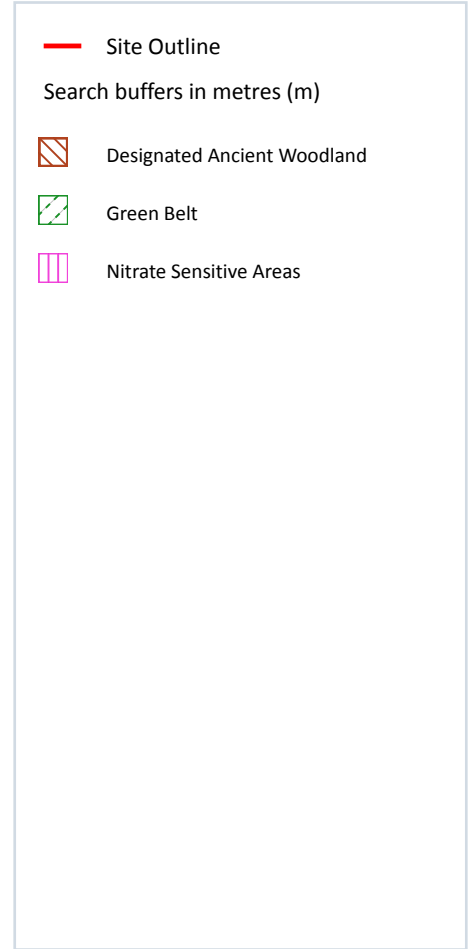 Site Outline
Search buffers in metres (m)
Designated Ancient Woodland
Green Belt
Nitrate Sensitive Areas